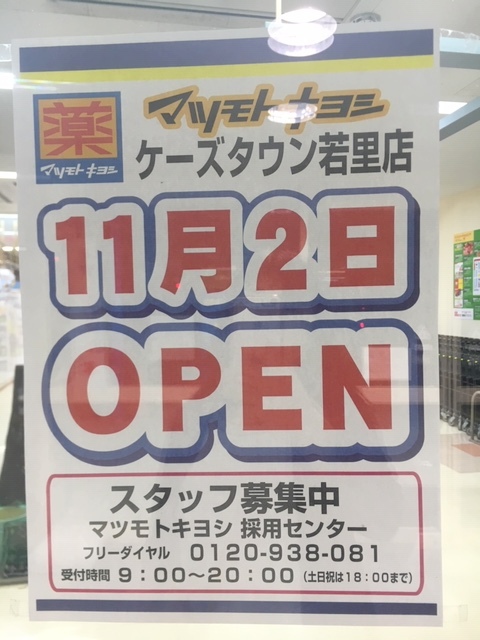 薬
マツモトキヨシ
マツモトキヨシ
ケーズタウン若里店
11月2日
OPEN
スタッフ募集中
マツモトキヨシ 採用センター
フリーダイヤル 0120-938-081
受付時間 9：00～20：00（土日祝は18：00まで）